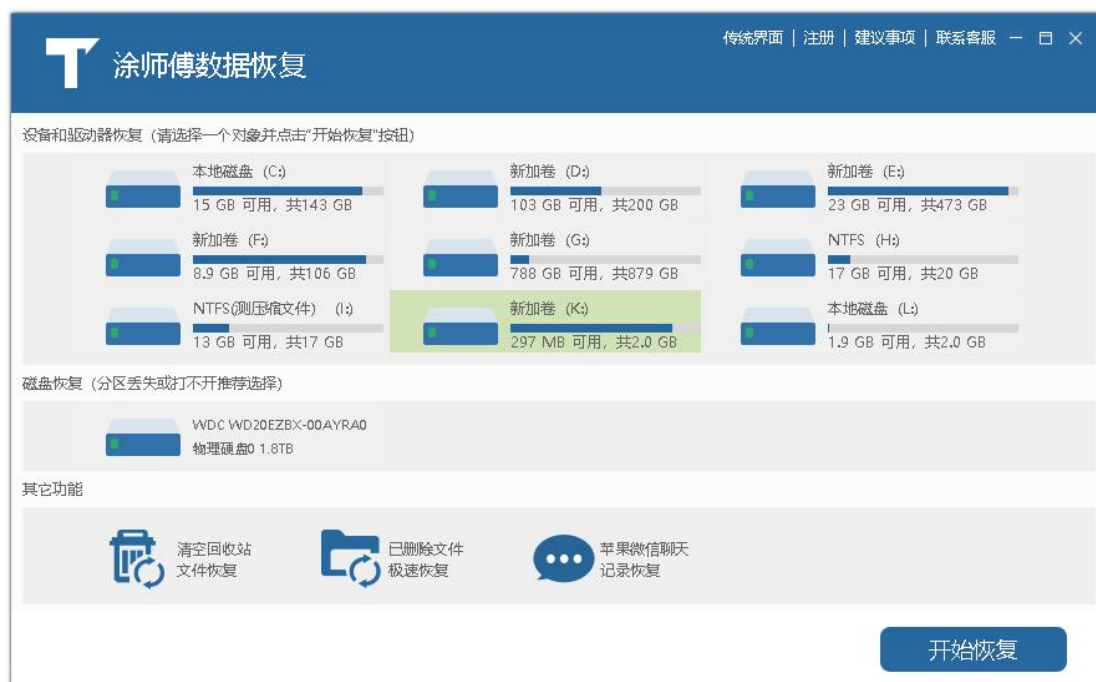 传统界面 | 注册 | 建议事项 | 联系客服
涂师傅数据恢复
设备和驱动器恢复（请选择一个对象并点击“开始恢复”按钮）
本地磁盘 (C:)
15 GB 可用, 共143 GB
新加卷 (D:)
103 GB 可用, 共200 GB
新加卷 (E:)
23 GB 可用, 共473 GB
新加卷 (F:)
8.9 GB 可用, 共106 GB
新加卷 (G:)
788 GB 可用, 共879 GB
NTFS (H:)
17 GB 可用, 共20 GB
NTFS(测压缩文件) (I:)
13 GB 可用, 共17 GB
新加卷 (K:)
297 MB 可用, 共2.0 GB
本地磁盘 (L:)
1.9 GB 可用, 共2.0 GB
磁盘恢复（分区丢失或打不开推荐选择）
WDC WD20EZBX-00AYRA0
物理硬盘0 1.8TB
其它功能
清空回收站
文件恢复
已删除文件
极速恢复
苹果微信聊天
记录恢复
开始恢复